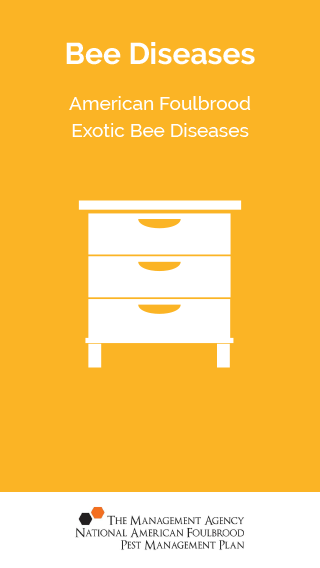 Bee Diseases
American Foulbrood
Exotic Bee Diseases
The Management Agency
National American Foulbrood
Pest Management Plan